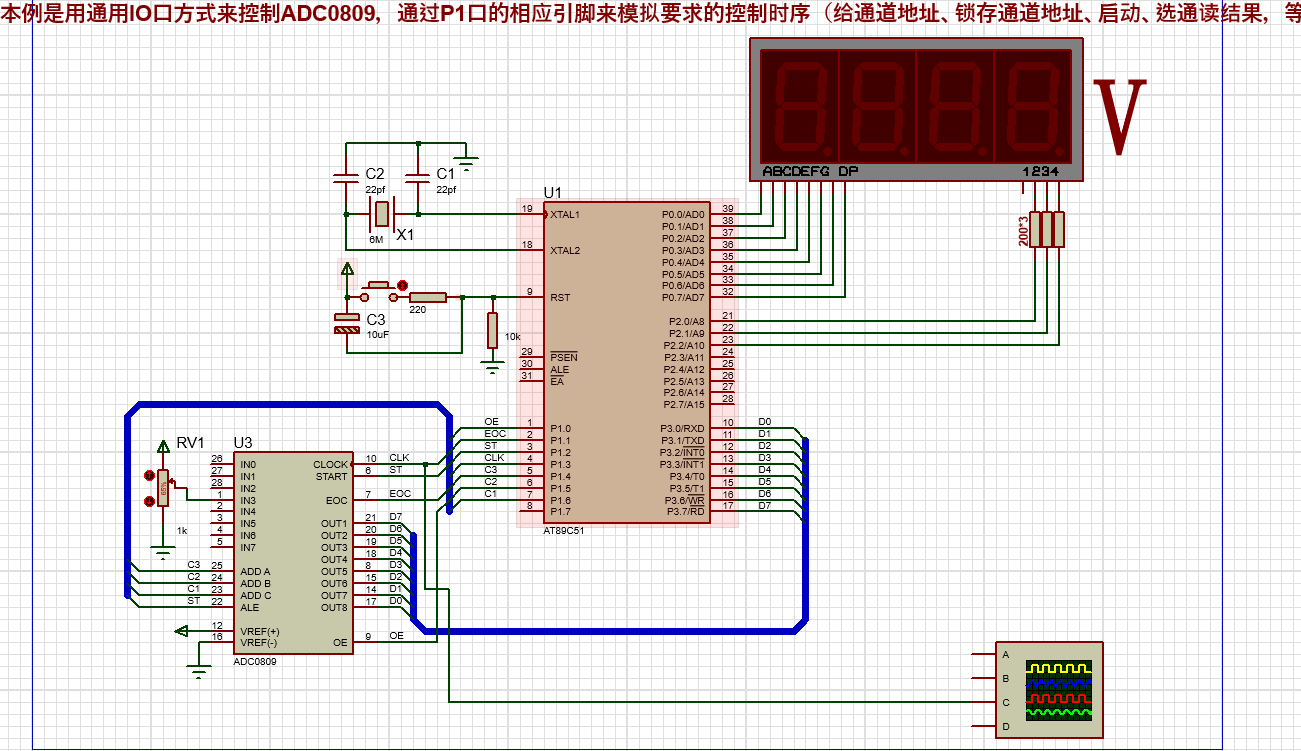 本例是用通用IO口方式来控制ADC0809，通过P1口的相应引脚来模拟要求的控制时序（给通道地址、锁存通道地址、启动、选通读结果，等
V
ABCDEFG DP
1234
200*3
C2
22pf
C1
22pf
X1
6M
C3
10uF
220
10k
U1
19 XTAL1
18 XTAL2
9 RST
29 PSEN
30 ALE
31 EA
OE 1 P1.0
EOC 2 P1.1
ST 3 P1.2
CLK 4 P1.3
C3 5 P1.4
C2 6 P1.5
C1 7 P1.6
8 P1.7
P0.0/AD0 39
P0.1/AD1 38
P0.2/AD2 37
P0.3/AD3 36
P0.4/AD4 35
P0.5/AD5 34
P0.6/AD6 33
P0.7/AD7 32
P2.0/A8 21
P2.1/A9 22
P2.2/A10 23
P2.3/A11 24
P2.4/A12 25
P2.5/A13 26
P2.6/A14 27
P2.7/A15 28
P3.0/RXD 10 D0
P3.1/TXD 11 D1
P3.2/INT0 12 D2
P3.3/INT1 13 D3
P3.4/T0 14 D4
P3.5/T1 15 D5
P3.6/WR 16 D6
P3.7/RD 17 D7
AT89C51
RV1
65%
1k
U3
26 IN0
27 IN1
28 IN2
1 IN3
2 IN4
3 IN5
4 IN6
5 IN7
C3 25 ADD A
C2 24 ADD B
C1 23 ADD C
ST 22 ALE
12 VREF(+)
16 VREF(-)
CLOCK 10 CLK
START 6 ST
EOC 7 EOC
OUT1 21 D7
OUT2 20 D6
OUT3 19 D5
OUT4 18 D4
OUT5 8 D3
OUT6 15 D2
OUT7 14 D1
OUT8 17 D0
OE 9 OE
ADC0809
A
B
C
D